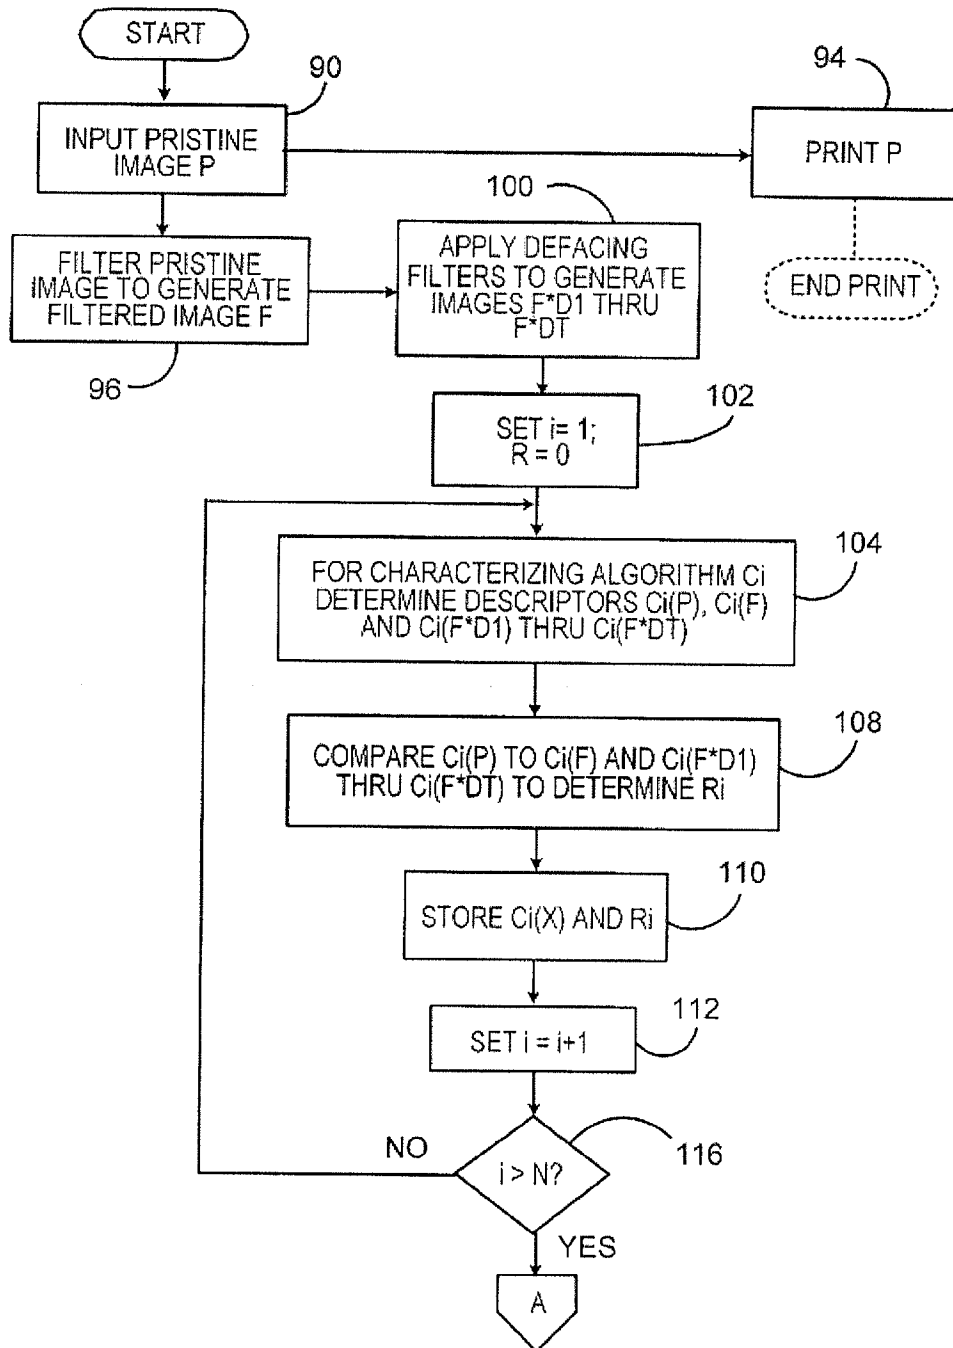 START
90
INPUT PRISTINE
IMAGE P
94
PRINT P
END PRINT
FILTER PRISTINE
IMAGE TO GENERATE
FILTERED IMAGE F
96
100
APPLY DEFACING
FILTERS TO GENERATE
IMAGES F*D1 THRU
F*DT
102
SET i= 1;
R = 0
104
FOR CHARACTERIZING ALGORITHM Ci
DETERMINE DESCRIPTORS Ci(P), Ci(F)
AND Ci(F*D1) THRU Ci(F*DT)
108
COMPARE Ci(P) TO Ci(F) AND Ci(F*D1)
THRU Ci(F*DT) TO DETERMINE Ri
110
STORE Ci(X) AND Ri
112
SET i = i+1
116
i > N?
NO
YES
A